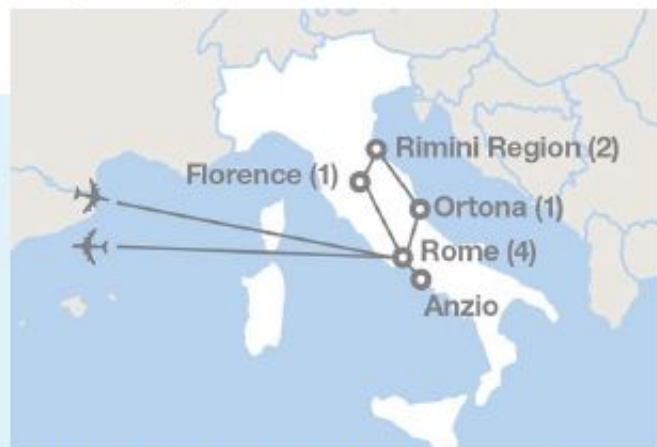 Rimini Region (2)
Florence (1)
Ortona (1)
Rome (4)
Anzio